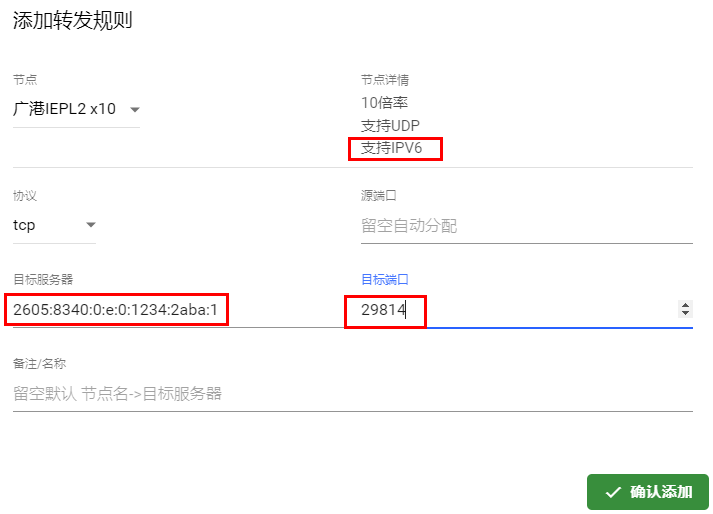 添加转发规则
节点
广港IEPL2 x10
节点详情
10倍率
支持UDP
支持IPV6
协议
tcp
源端口
留空自动分配
目标服务器
2605:8340:0:e:0:1234:2aba:1
目标端口
29814
备注/名称
留空默认 节点名->目标服务器
确认添加